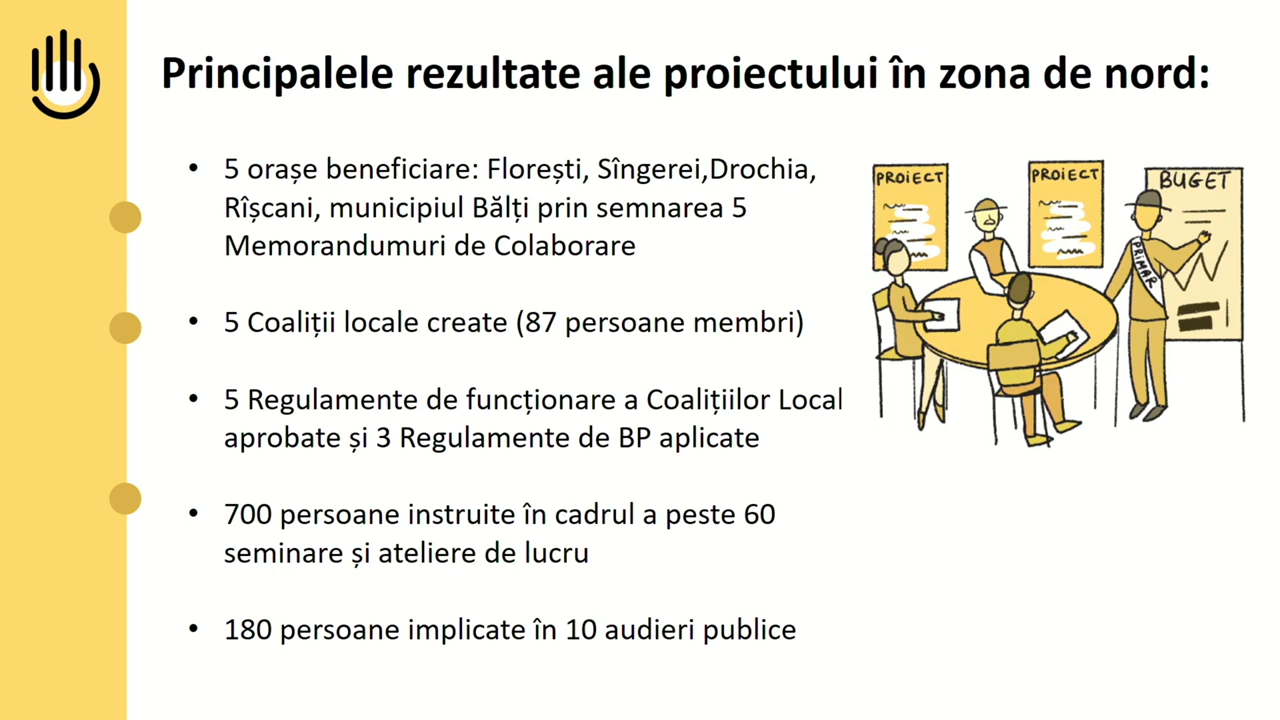 Principalele rezultate ale proiectului în zona de nord:
5 orașe beneficiare: Florești, Sîngerei,Drochia,
Rîșcani, municipiul Bălți prin semnarea 5
Memorandumuri de Colaborare
5 Coaliții locale create (87 persoane membri)
5 Regulamente de funcționare a Coalițiilor Local
aprobate și 3 Regulamente de BP aplicate
700 persoane instruite în cadrul a peste 60
seminare și ateliere de lucru
180 persoane implicate în 10 audieri publice
PROIECT
PROIECT
BUGET
PRIMAR